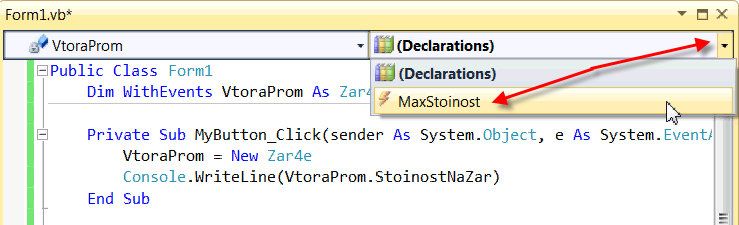 Form1.vb*
VtoraProm (Declarations)
(Declarations)
MaxStoinost
Public Class Form1
Dim WithEvents VtoraProm As Zar4
Private Sub MyButton_Click(sender As System.Object, e As System.EventA
VtoraProm = New Zar4e
Console.WriteLine(VtoraProm.StoinostNaZar)
End Sub